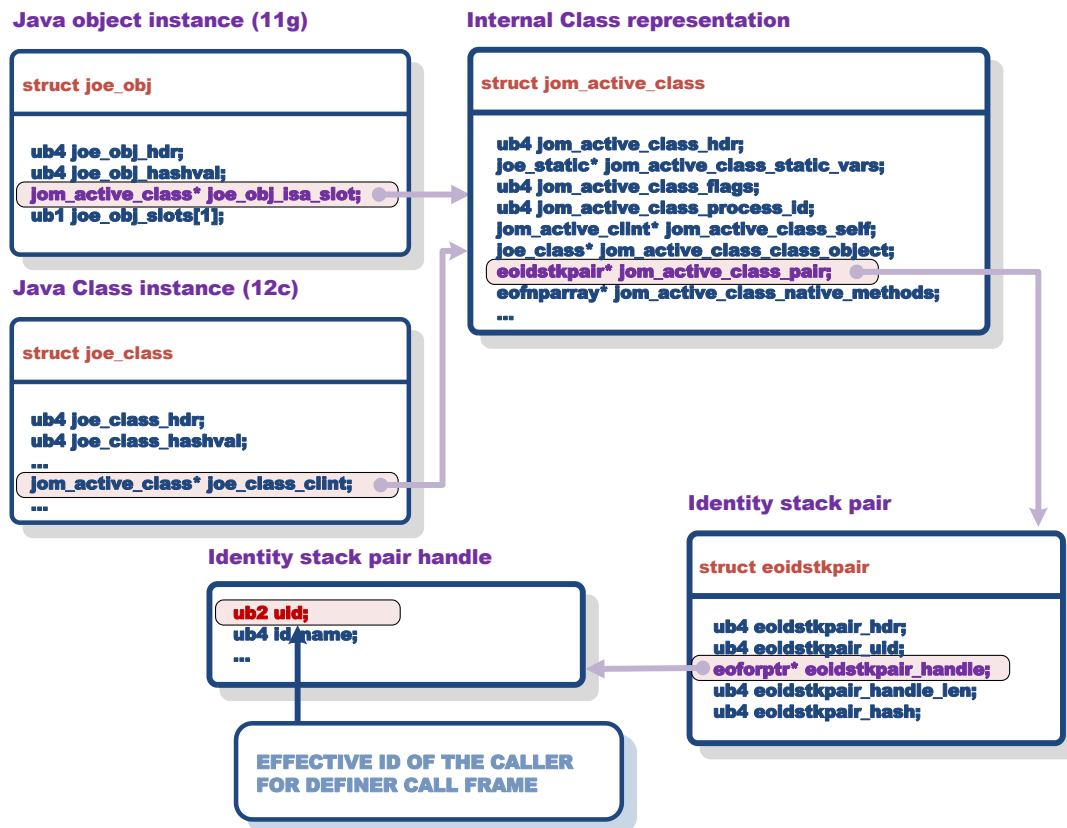 Java object instance (11g)
struct joe_obj
ub4 joe_obj_hdr;
ub4 joe_obj_hashval;
jom_active_class* joe_obj_isa_slot;
ub1 joe_obj_slots[1];
Internal Class representation
struct jom_active_class
ub4 jom_active_class_hdr;
joe_static* jom_active_class_static_vars;
ub4 jom_active_class_flags;
ub4 jom_active_class_process_id;
jom_active_clint* jom_active_class_self;
joe_class* jom_active_class_class_object;
eoidstkpair* jom_active_class_pair;
eofnparray* jom_active_class_native_methods;
...
Java Class instance (12c)
struct joe_class
ub4 joe_class_hdr;
ub4 joe_class_hashval;
...
jom_active_class* joe_class_clint;
...
Identity stack pair
struct eoidstkpair
ub4 eoidstkpair_hdr;
ub4 eoidstkpair_uid;
eoforptr* eoidstkpair_handle;
ub4 eoidstkpair_handle_len;
ub4 eoidstkpair_hash;
Identity stack pair handle
ub2 uid;
ub4 id_name;
...
EFFECTIVE ID OF THE CALLER
FOR DEFINER CALL FRAME